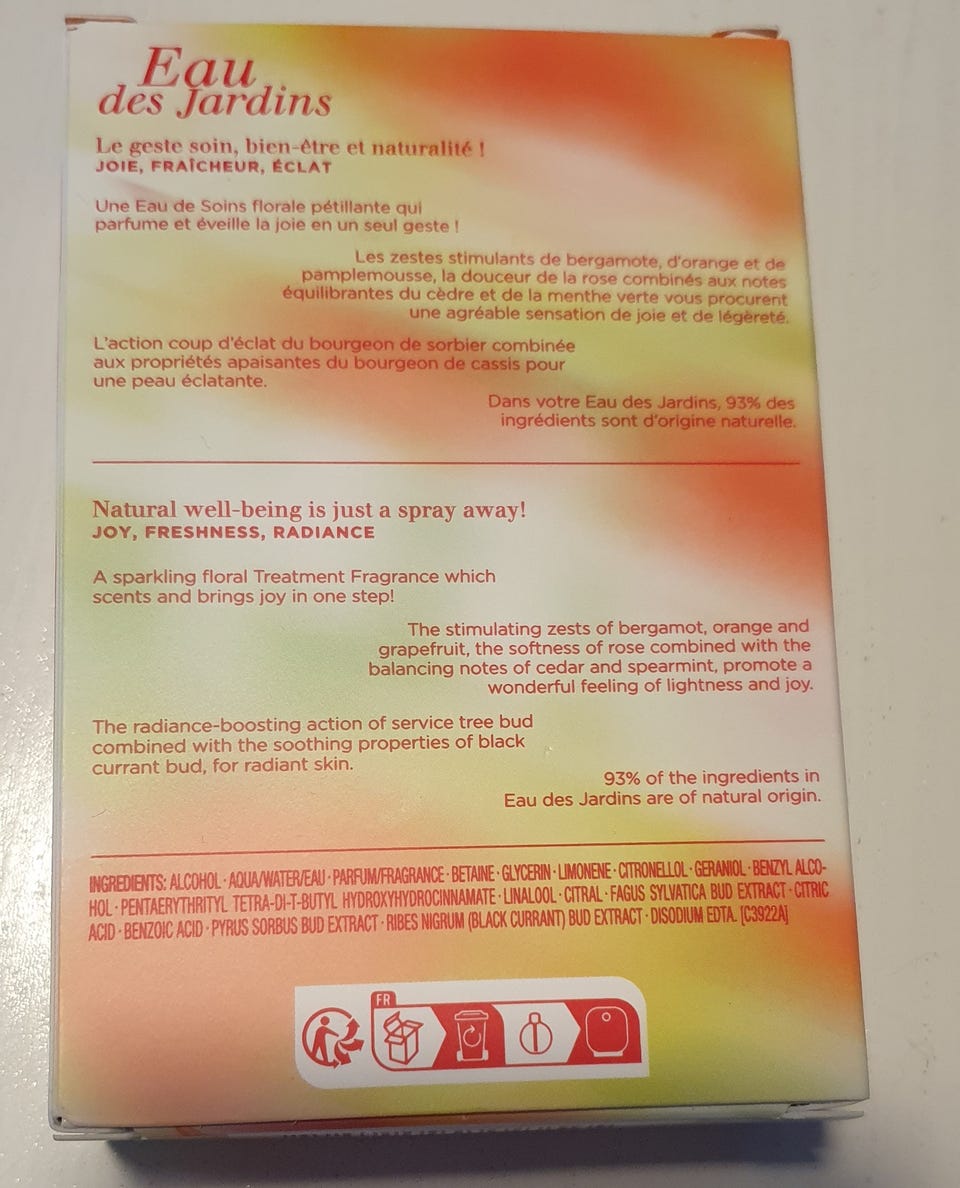 Eau
des Jardins
Le geste soin, bien-être et naturalité !
JOIE, FRAÎCHEUR, ÉCLAT
Une Eau de Soins florale pétillante qui
parfume et éveille la joie en un seul geste !
Les zestes stimulants de bergamote, d'orange et de
pamplemousse, la douceur de la rose combinés aux notes
équilibrantes du cèdre et de la menthe verte vous procurent
une agréable sensation de joie et de légèreté.
L'action coup d'éclat du bourgeon de sorbier combinée
aux propriétés apaisantes du bourgeon de cassis pour
une peau éclatante.
Dans votre Eau des Jardins, 93% des
ingrédients sont d'origine naturelle.
Natural well-being is just a spray away!
JOY, FRESHNESS, RADIANCE
A sparkling floral Treatment Fragrance which
scents and brings joy in one step!
The stimulating zests of bergamot, orange and
grapefruit, the softness of rose combined with the
balancing notes of cedar and spearmint, promote a
wonderful feeling of lightness and joy.
The radiance-boosting action of service tree bud
combined with the soothing properties of black
currant bud, for radiant skin.
93% of the ingredients in
Eau des Jardins are of natural origin.
INGREDIENTS: ALCOHOL · AQUA/WATER/EAU · PARFUM/FRAGRANCE · BETAINE · GLYCERIN · LIMONENE · CITRONELLOL · GERANIOL · BENZYL ALCO-
HOL · PENTAERYTHRITYL TETRA-DI-T-BUTYL HYDROXYHYDROCINNAMATE · LINALOOL · CITRAL · FAGUS SYLVATICA BUD EXTRACT · CITRIC
ACID · BENZOIC ACID · PYRUS SORBUS BUD EXTRACT · RIBES NIGRUM (BLACK CURRANT) BUD EXTRACT · DISODIUM EDTA. [C3922A]
FR